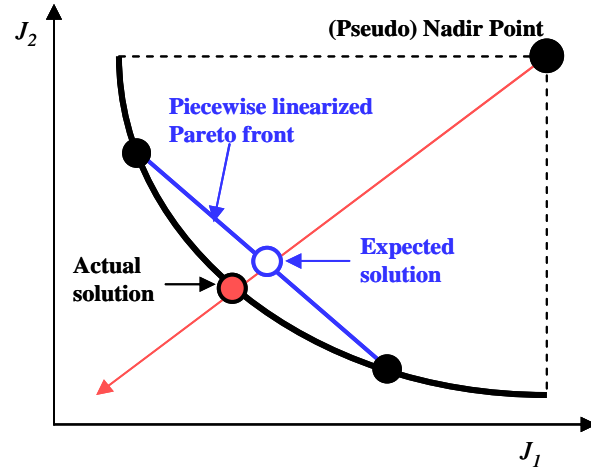 J2
(Pseudo) Nadir Point
Piecewise linearized
Pareto front
Expected
solution
Actual
solution
J1